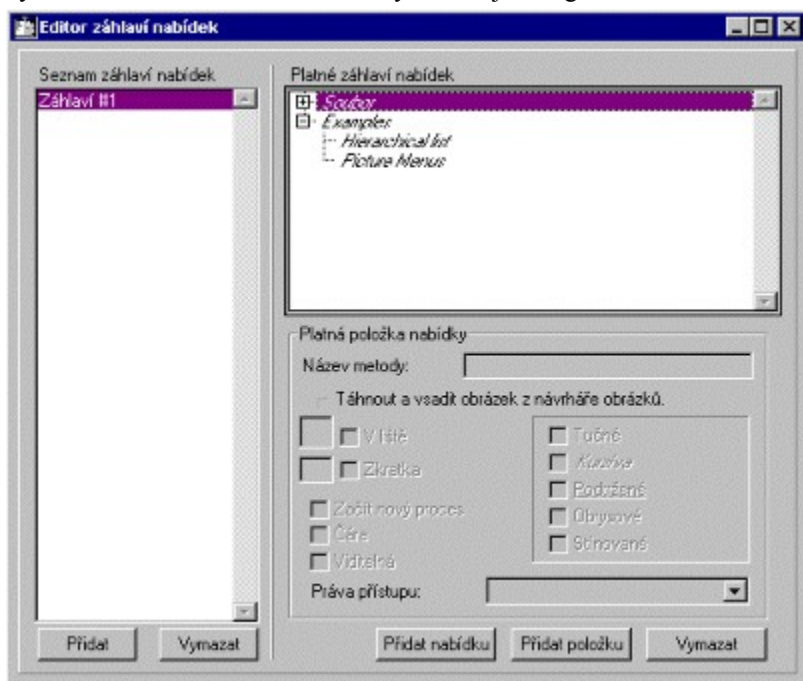 Editor záhlaví nabídek
Seznam záhlaví nabídek
Záhlaví #1
Přidat
Vymazat
Platné záhlaví nabídek
Soubor
Examples
Hierarchical list
Picture Menus
Platná položka nabídky
Název metody:
Táhnout a vsadit obrázek z návrháře obrázků.
V liště
Zkratka
Začít nový proces
Čára
Viditelná
Tučné
Kurzíva
Podtržené
Obrysové
Stínované
Práva přístupu:
Přidat nabídku
Přidat položku
Vymazat